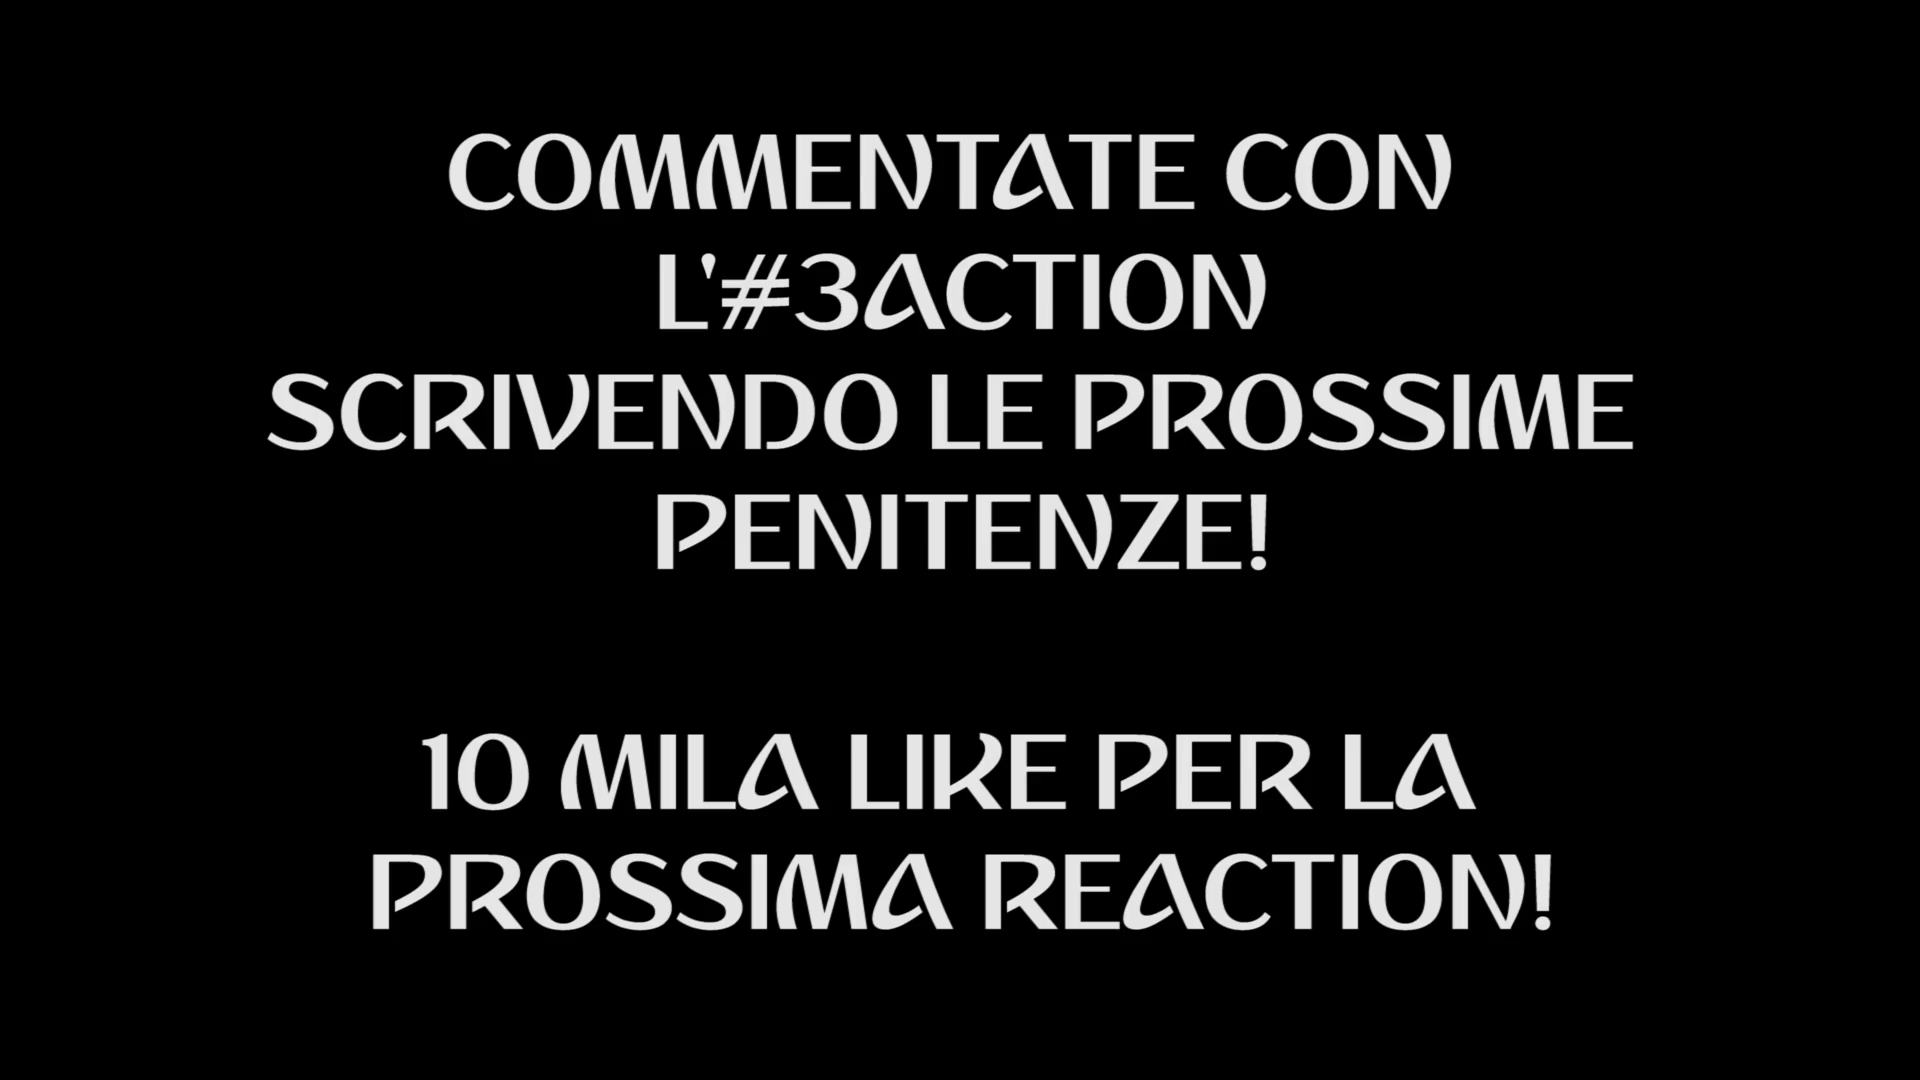 COMMENTATE CON
L'#3ACTION
SCRIVENDO LE PROSSIME
PENITENZE!
10 MILA LIKE PER LA
PROSSIMA REACTION!